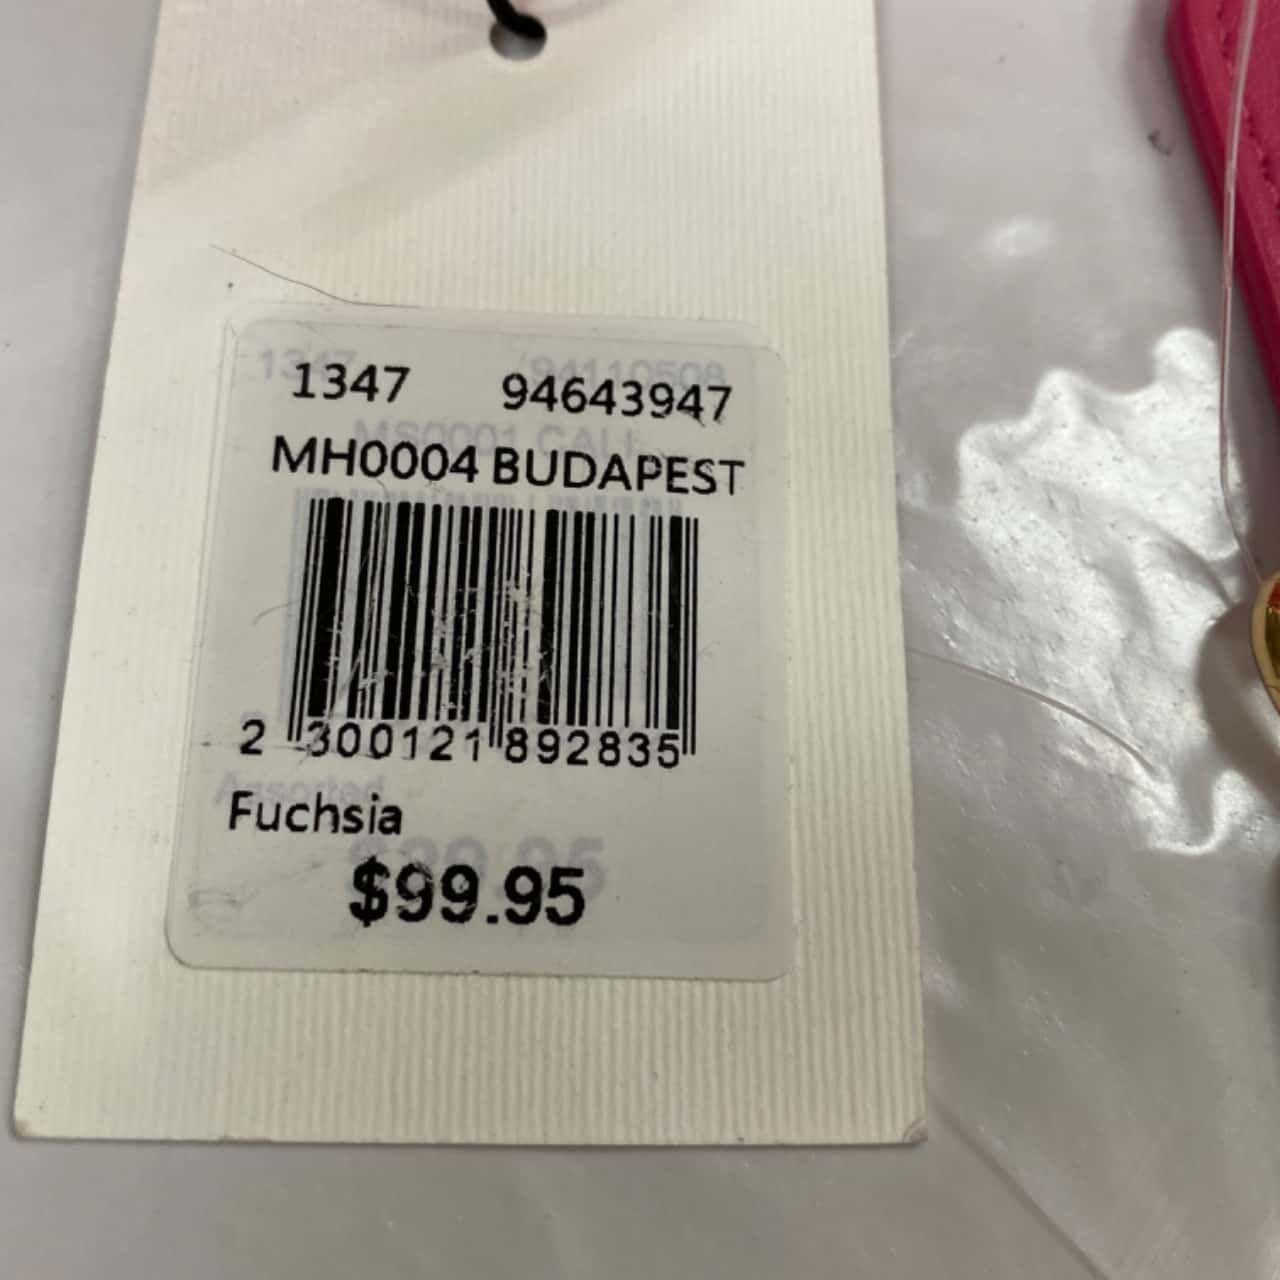 1347 94643947
MH0004 BUDAPEST
2 300121 892835
Fuchsia
$99.95